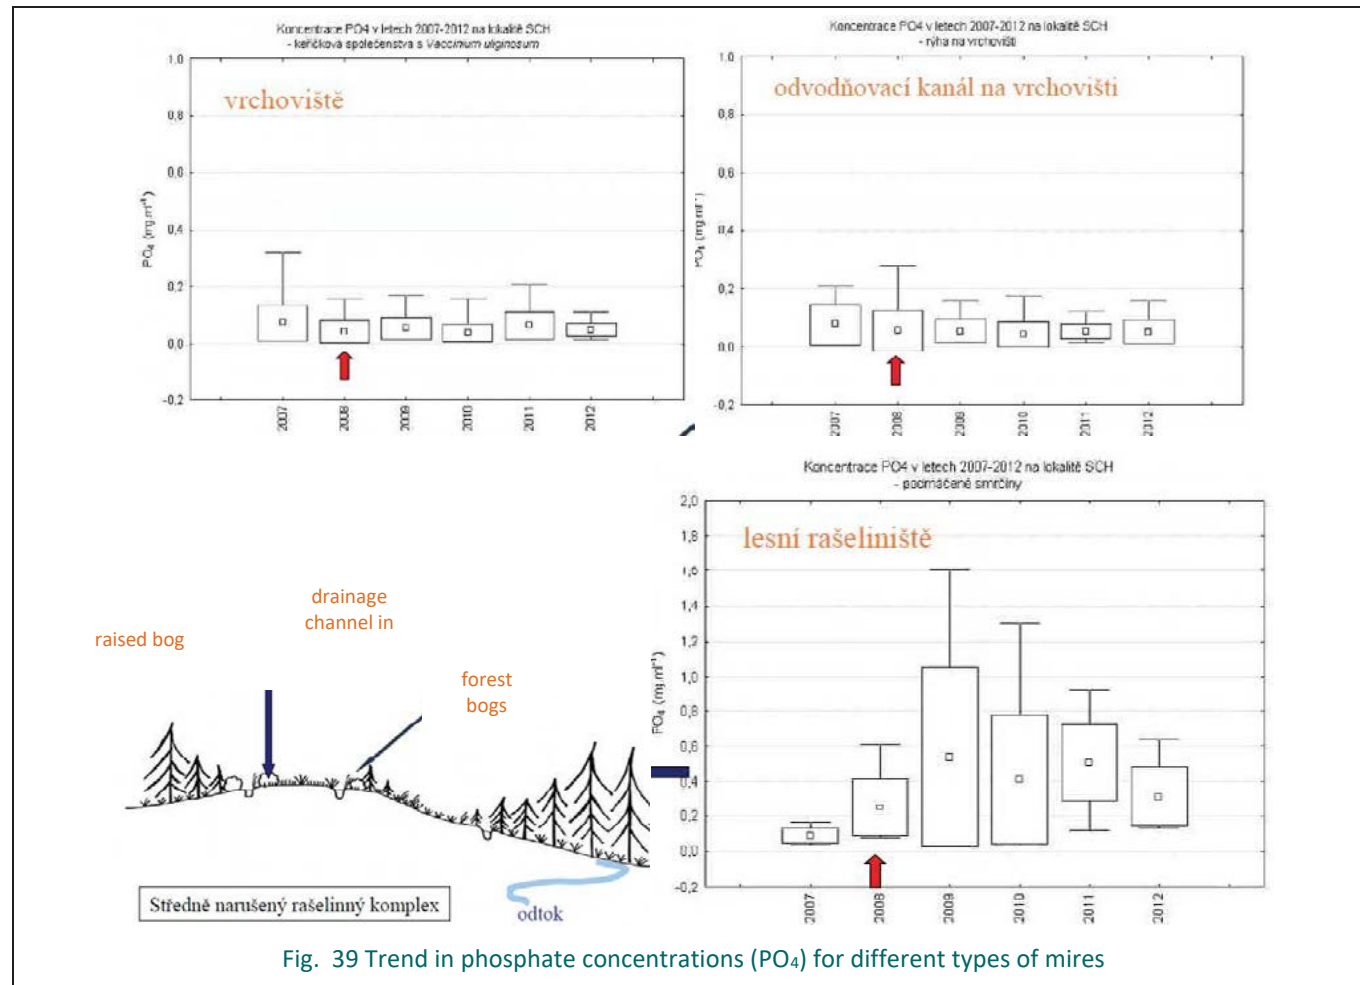 Koncentrace PO4 v letech 2007-2012 na lokalitě SCH
- keříčková společenstva s Vaccinium uliginosum
vrchoviště
PO₄ (mg.ml⁻¹)
1,0
0,8
0,6
0,4
0,2
0,0
-0,2
2007
2008
2009
2010
2011
2012
Koncentrace PO4 v letech 2007-2012 na lokalitě SCH
- rýha na vrchovišti
odvodňovací kanál na vrchovišti
PO₄ (mg.ml⁻¹)
1,0
0,8
0,6
0,4
0,2
0,0
-0,2
2007
2008
2009
2010
2011
2012
Koncentrace PO4 v letech 2007-2012 na lokalitě SCH
- podmáčené smrčiny
lesní rašeliniště
PO₄ (mg.ml⁻¹)
2,0
1,8
1,6
1,4
1,2
1,0
0,8
0,6
0,4
0,2
0,0
-0,2
2007
2008
2009
2010
2011
2012
raised bog
drainage
channel in
forest
bogs
Středně narušený rašelinný komplex
odtok
Fig. 39 Trend in phosphate concentrations (PO₄) for different types of mires